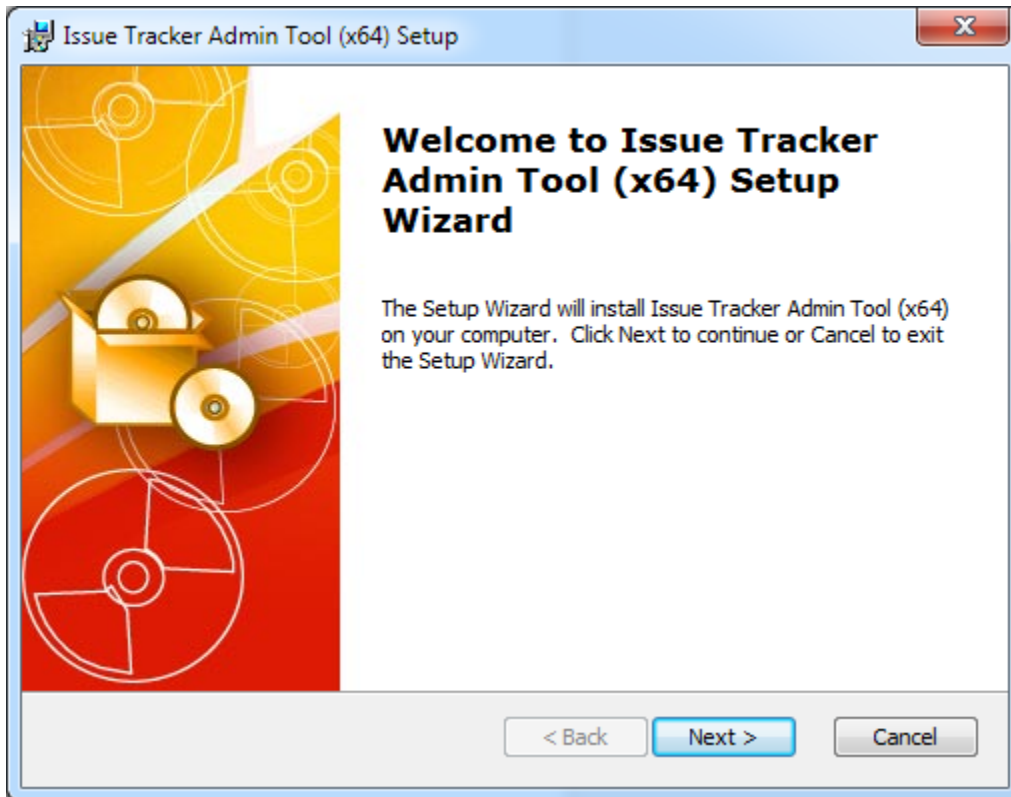 Issue Tracker Admin Tool (x64) Setup
X
Welcome to Issue Tracker
Admin Tool (x64) Setup
Wizard
The Setup Wizard will install Issue Tracker Admin Tool (x64)
on your computer. Click Next to continue or Cancel to exit
the Setup Wizard.
< Back
Next >
Cancel